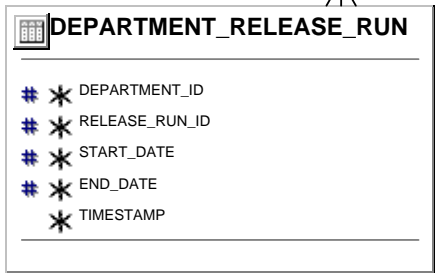 DEPARTMENT_RELEASE_RUN
# * DEPARTMENT_ID
# * RELEASE_RUN_ID
# * START_DATE
# * END_DATE
* TIMESTAMP